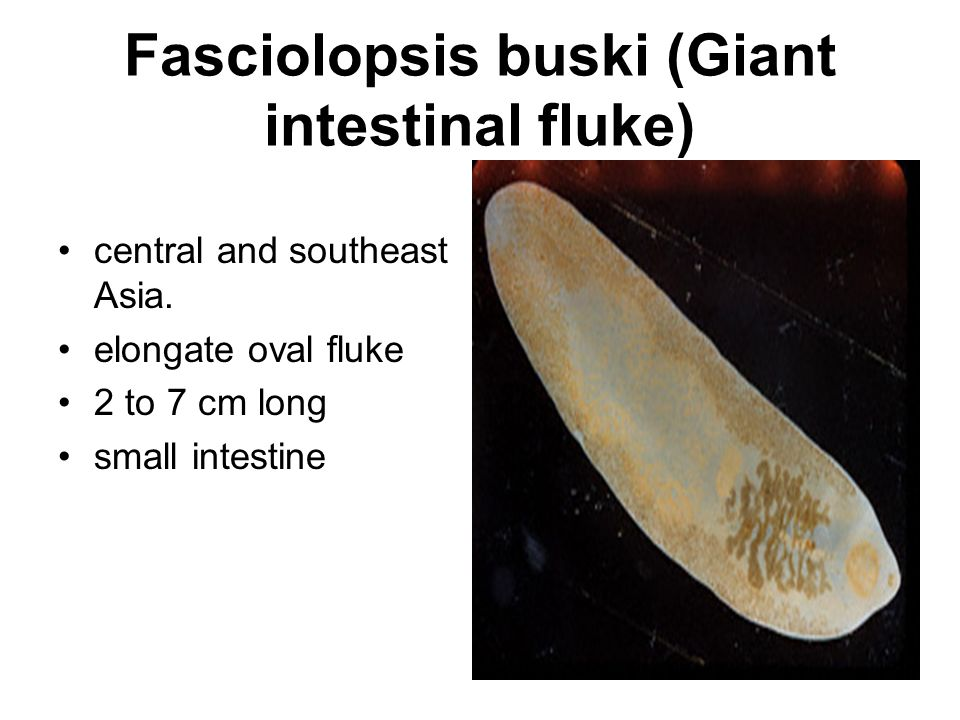 Fasciolopsis buski (Giant
intestinal fluke)
• central and southeast
Asia.
• elongate oval fluke
• 2 to 7 cm long
• small intestine